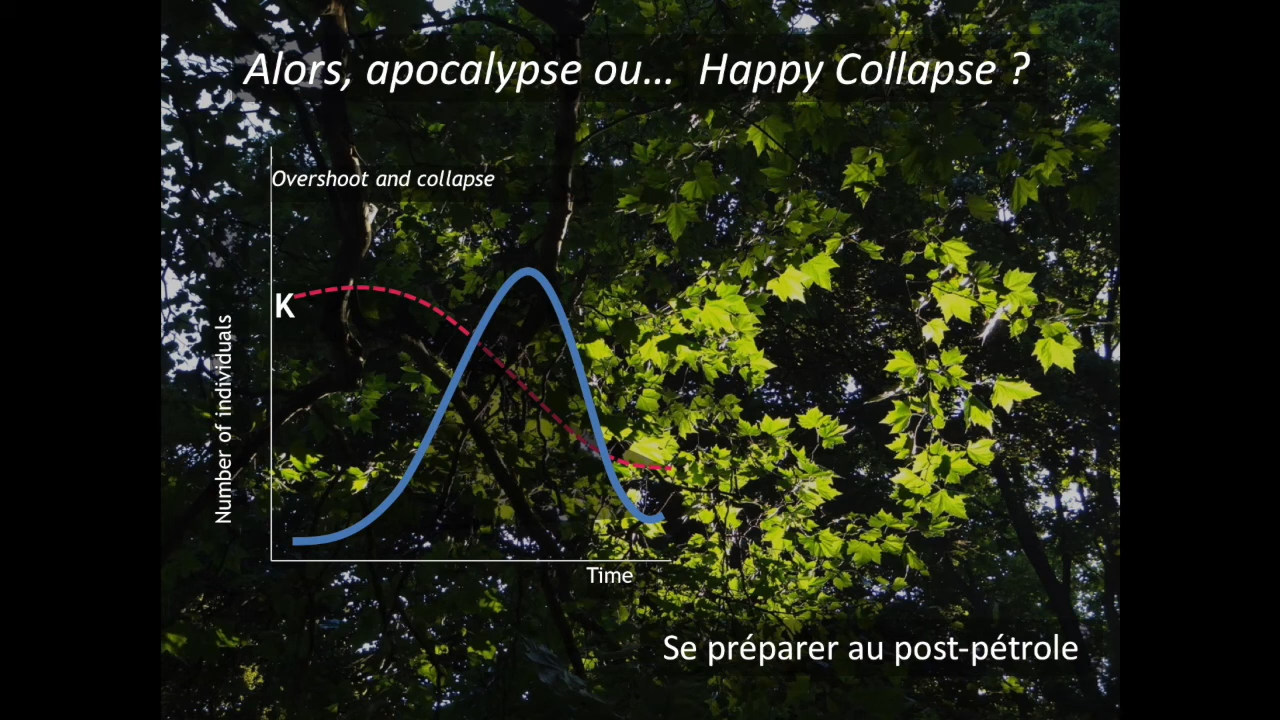 Alors, apocalypse ou... Happy Collapse ?
Overshoot and collapse
K
Number of individuals
Time
Se préparer au post-pétrole